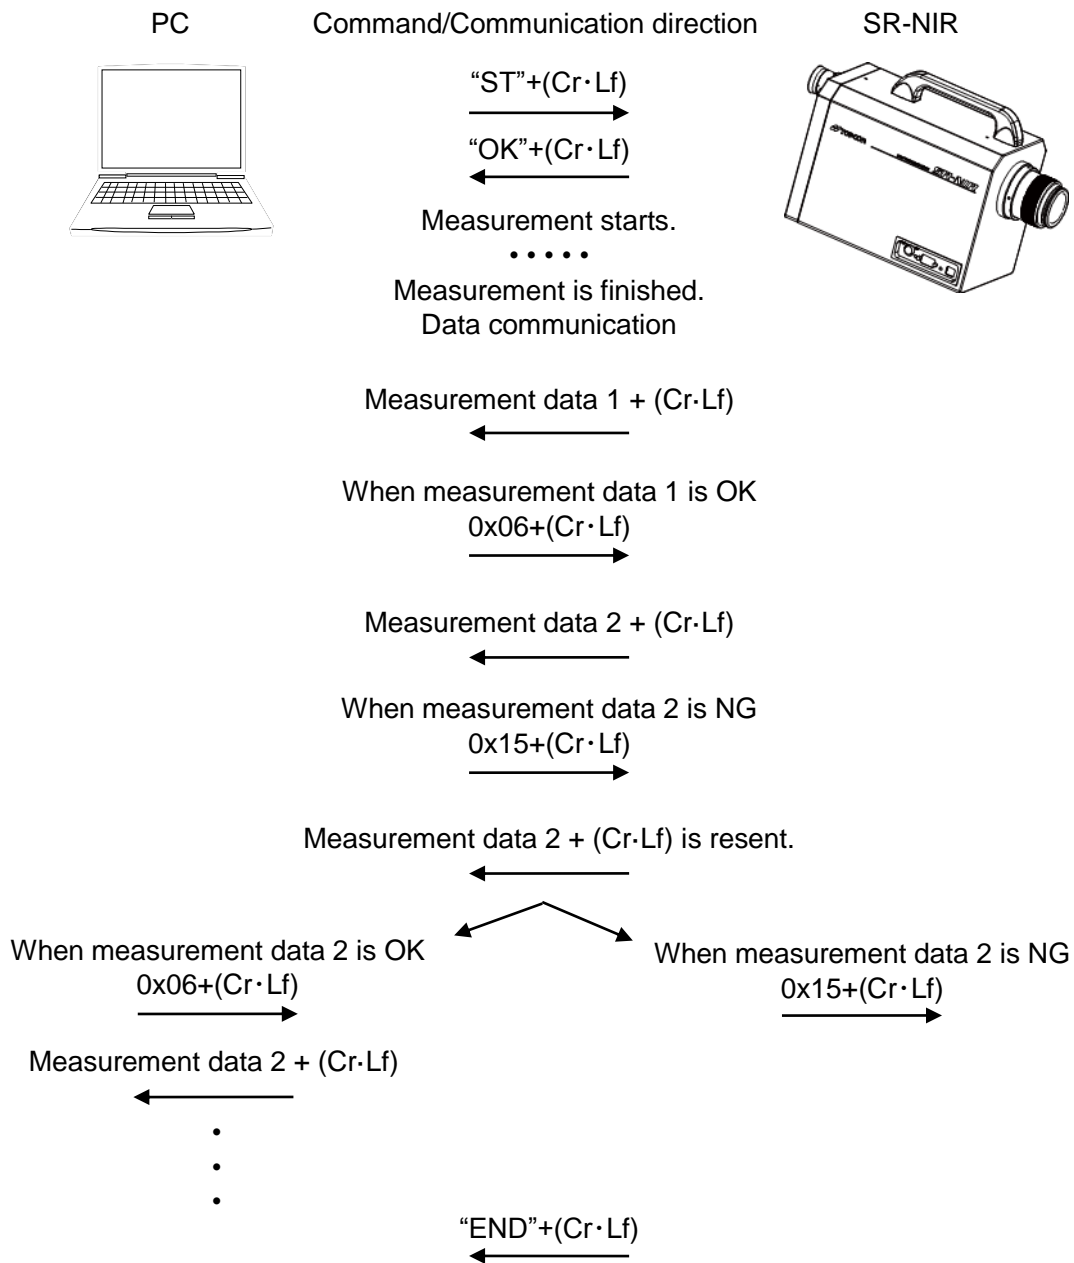 PC
Command/Communication direction
SR-NIR
“ST”+(Cr・Lf)
“OK”+(Cr・Lf)
TOPCON
SR-NIR
Measurement starts.
• • • • •
Measurement is finished.
Data communication
Measurement data 1 + (Cr・Lf)
When measurement data 1 is OK
0x06+(Cr・Lf)
Measurement data 2 + (Cr・Lf)
When measurement data 2 is NG
0x15+(Cr・Lf)
Measurement data 2 + (Cr・Lf) is resent.
When measurement data 2 is OK
0x06+(Cr・Lf)
When measurement data 2 is NG
0x15+(Cr・Lf)
Measurement data 2 + (Cr・Lf)
•
•
•
“END”+(Cr・Lf)